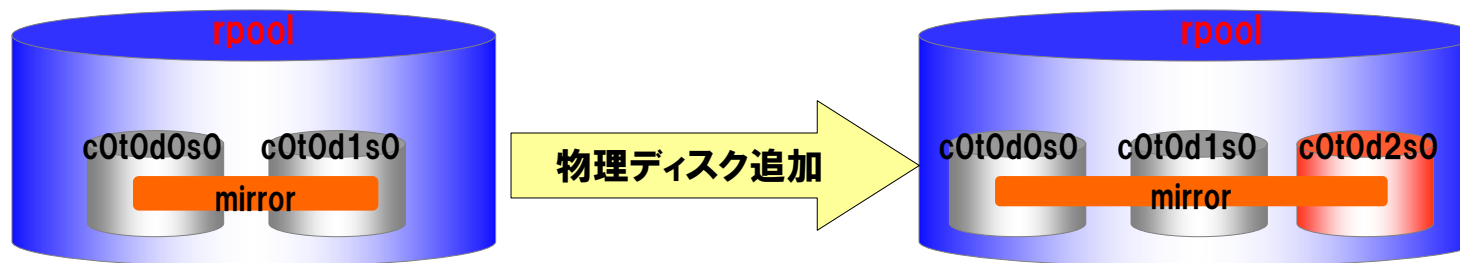 rpool
c0t0d0s0 c0t0d1s0
mirror
物理ディスク追加
rpool
c0t0d0s0 c0t0d1s0 c0t0d2s0
mirror